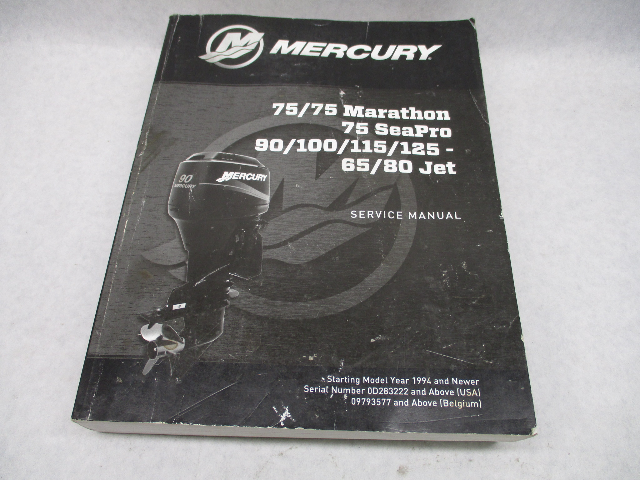 MERCURY
75/75 Marathon
75 SeaPro
90/100/115/125 -
65/80 Jet
90
MERCURY
MERCURY
SERVICE MANUAL
Starting Model Year 1994 and Newer
Serial Number 0D283222 and Above (USA)
09793577 and Above (Belgium)